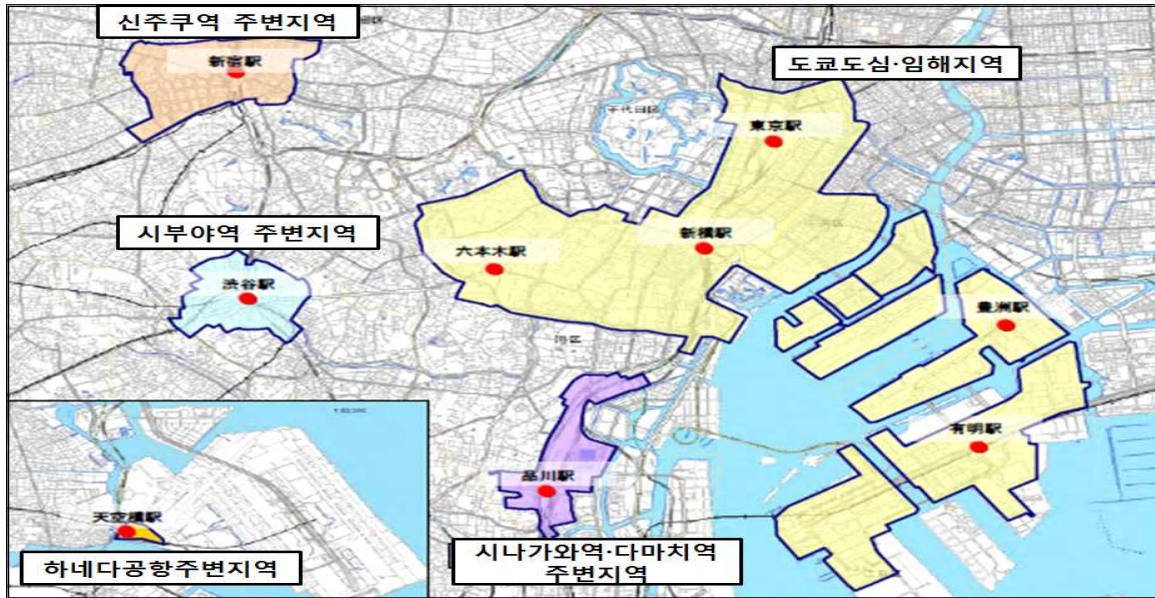 신주쿠역 주변지역
新宿駅
도쿄도심·임해지역
千代田区
東京駅
시부야역 주변지역
六本木駅
新橋駅
渋谷駅
豊洲駅
有明駅
品川駅
天空橋駅
하네다공항주변지역
시나가와역·다마치역
주변지역